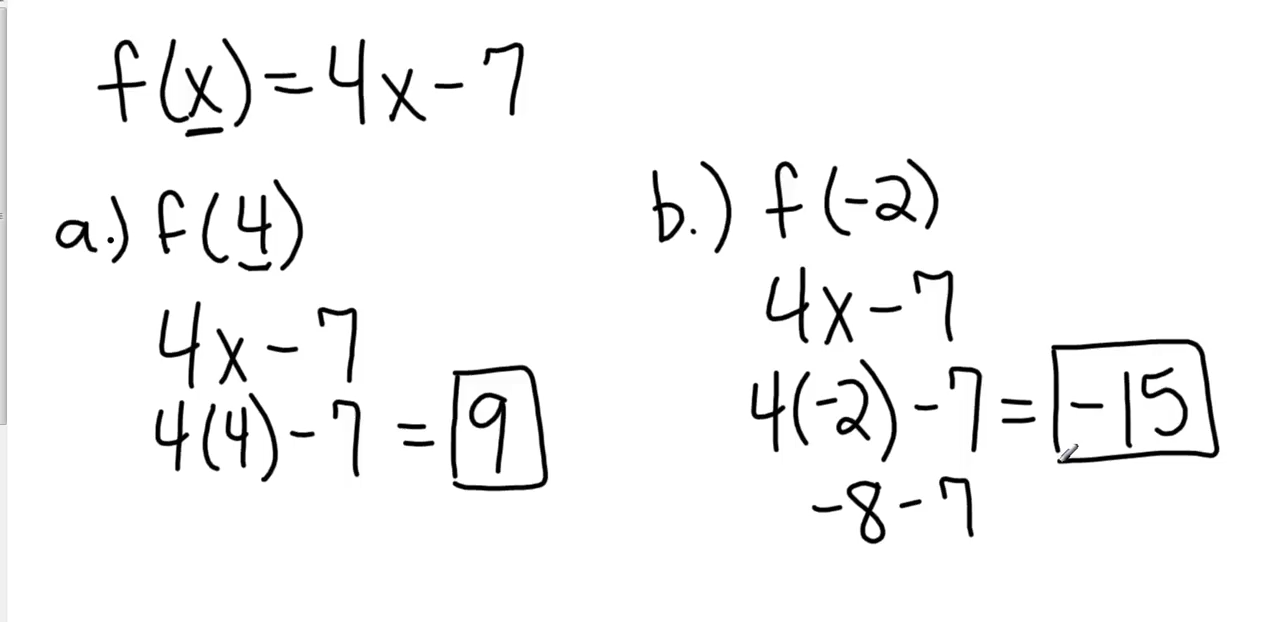 f(x) = 4x - 7
a.) f(4)
4x - 7
4(4) - 7 = 9
b.) f(-2)
4x - 7
4(-2) - 7 = -15
-8 - 7